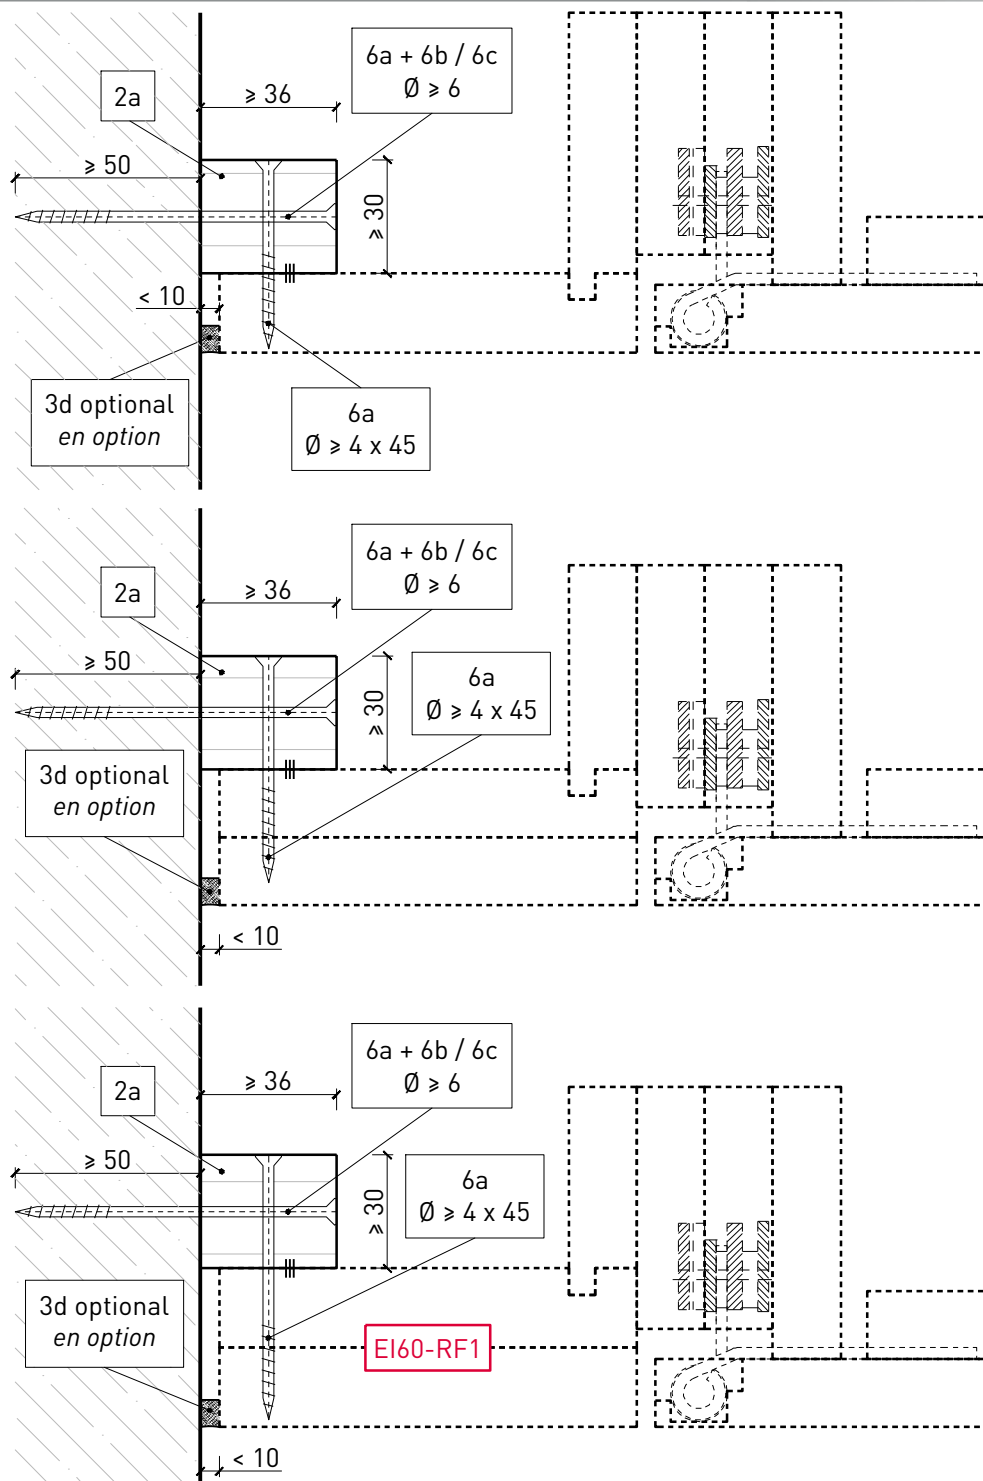 6a + 6b / 6c
Ø ⩾ 6
2a
⩾ 36
⩾ 50
⩾ 30
< 10
3d optional
en option
6a
Ø ⩾ 4 x 45
6a + 6b / 6c
Ø ⩾ 6
2a
⩾ 36
⩾ 50
6a
Ø ⩾ 4 x 45
⩾ 30
3d optional
en option
< 10
6a + 6b / 6c
Ø ⩾ 6
2a
⩾ 36
⩾ 50
6a
Ø ⩾ 4 x 45
⩾ 30
3d optional
en option
EI60-RF1
< 10